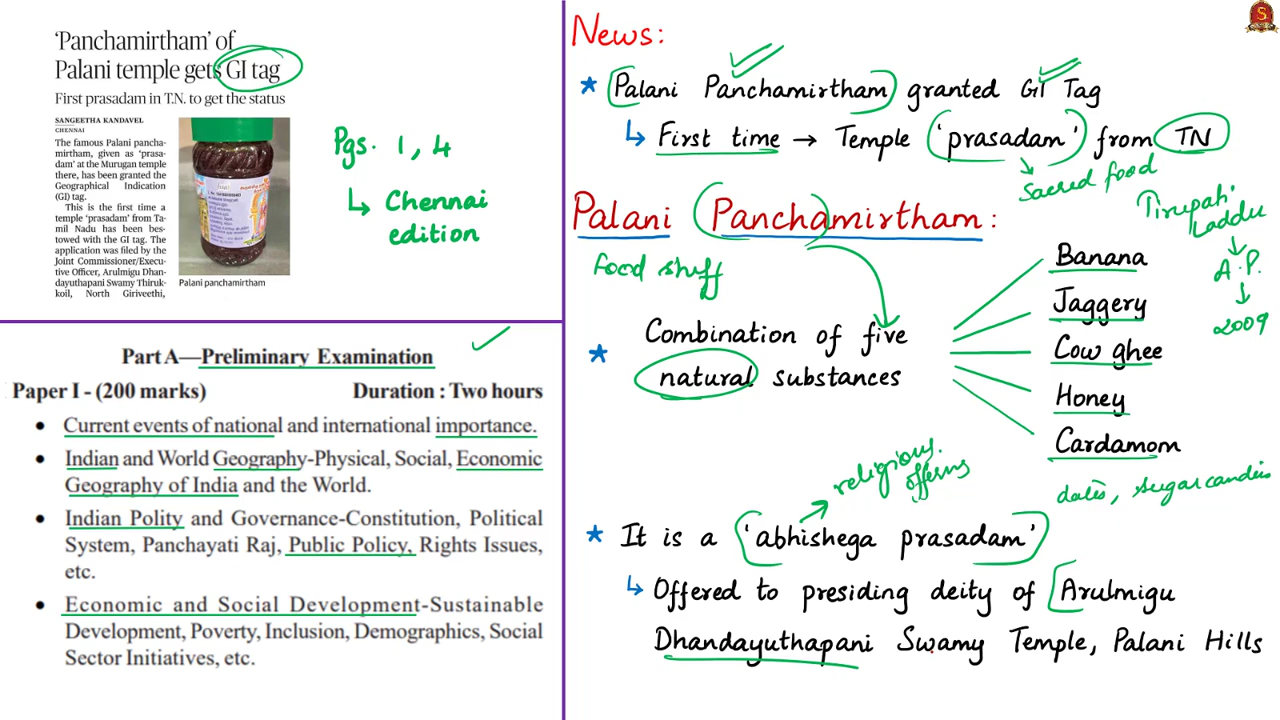 'Panchamirtham' of
Palani temple gets GI tag
First prasadam in T.N. to get the status
SANGEETHA KANDAVEL
CHENNAI
The famous Palani pancha-
mirtham, given as 'prasa-
dam' at the Murugan temple
there, has been granted the
Geographical Indication
(GI) tag.
This is the first time a
temple 'prasadam' from Ta-
mil Nadu has been bes-
towed with the GI tag. The
application was filed by the
Joint Commissioner/Execu-
tive Officer, Arulmigu Dhan-
dayuthapani Swamy Thiruk-
koil, North Giriveethi,
Palani panchamirtham
Pgs. 1, 4
↳ Chennai
edition
Part A—Preliminary Examination
Paper I - (200 marks) Duration : Two hours
• Current events of national and international importance.
• Indian and World Geography-Physical, Social, Economic
Geography of India and the World.
• Indian Polity and Governance-Constitution, Political
System, Panchayati Raj, Public Policy, Rights Issues,
etc.
• Economic and Social Development-Sustainable
Development, Poverty, Inclusion, Demographics, Social
Sector Initiatives, etc.
News:
* Palani Panchamirtham granted GI Tag
↳ First time → Temple 'prasadam' from TN
Sacred food
Palani Panchamirtham:
Food stuff
Tirupati
Laddu
A.P.
2009
* Combination of five
natural substances
Banana
Jaggery
Cow ghee
Honey
Cardamom
dates, sugarcandies
religious
offering
* It is a 'abhishega prasadam'
↳ Offered to presiding deity of Arulmigu
Dhandayuthapani Swamy Temple, Palani Hills